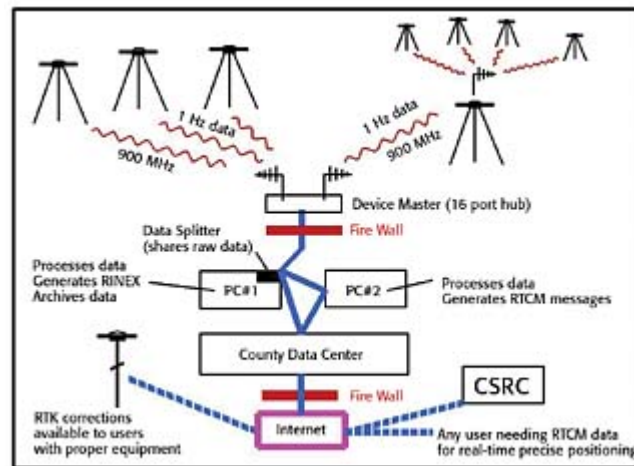 1 Hz data
900 MHz
1 Hz data
900 MHz
Device Master (16 port hub)
Fire Wall
Data Splitter
(shares raw data)
Processes data
Generates RINEX
Archives data
PC#1
PC#2
Processes data
Generates RTCM messages
County Data Center
Fire Wall
CSRC
Internet
RTK corrections
available to users
with proper equipment
Any user needing RTCM data
for real-time precise positioning